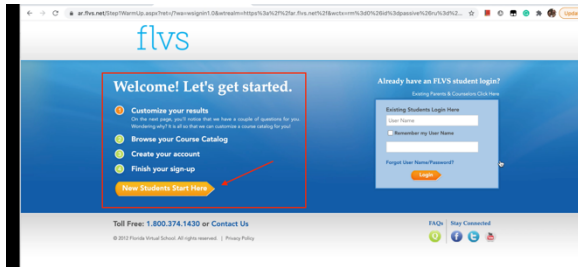 ar.flvs.net/Step1WarmUp.aspx?ret=/?wa=wsignin1.0&wtrealm=https%3a%2f%2far.flvs.net%2f&wctx=rm%3d0%26id%3dpassive%26ru%3d%2...
Updat
flvs
Welcome! Let's get started.
1 Customize your results
On the next page, you'll notice that we have a couple of questions for you.
Wondering why? It is all so that we can customize a course catalog for you!
2 Browse your Course Catalog
3 Create your account
4 Finish your sign-up
New Students Start Here
Already have an FLVS student login?
Existing Parents & Counselors Click Here
Existing Students Login Here
User Name
Remember my User Name
Forgot User Name/Password?
Login
Toll Free: 1.800.374.1430 or Contact Us
© 2012 Florida Virtual School. All rights reserved. | Privacy Policy
FAQs
Stay Connected